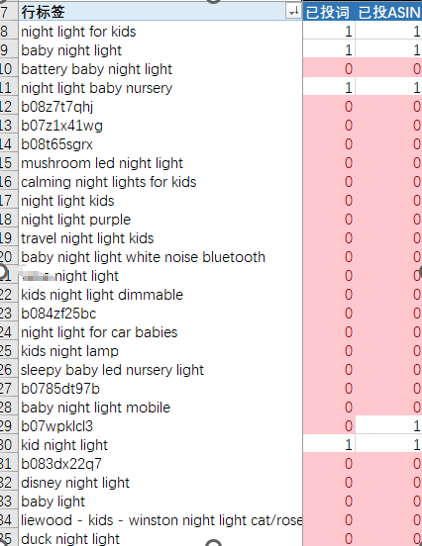 7 行标签 已投词 已投ASIN
8 night light for kids 1 1
9 baby night light 1 1
10 battery baby night light 0 0
11 night light baby nursery 1 1
12 b08z7t7qhj 0 0
13 b07z1x41wg 0 0
14 b08t65sgrx 0 0
15 mushroom led night light 0 0
16 calming night lights for kids 0 0
17 night light kids 0 0
18 night light purple 0 0
19 travel night light kids 0 0
20 baby night light white noise bluetooth 0 0
night light 0 0
22 kids night light dimmable 0 0
23 b084zf25bc 0 0
24 night light for car babies 0 0
25 kids night lamp 0 0
26 sleepy baby led nursery light 0 0
27 b0785dt97b 0 0
28 baby night light mobile 0 0
29 b07wpklcl3 0 1
30 kid night light 1 1
31 b083dx22q7 0 0
32 disney night light 0 0
33 baby light 0 0
34 liewood - kids - winston night light cat/rose 0 0
35 duck night light 0 0